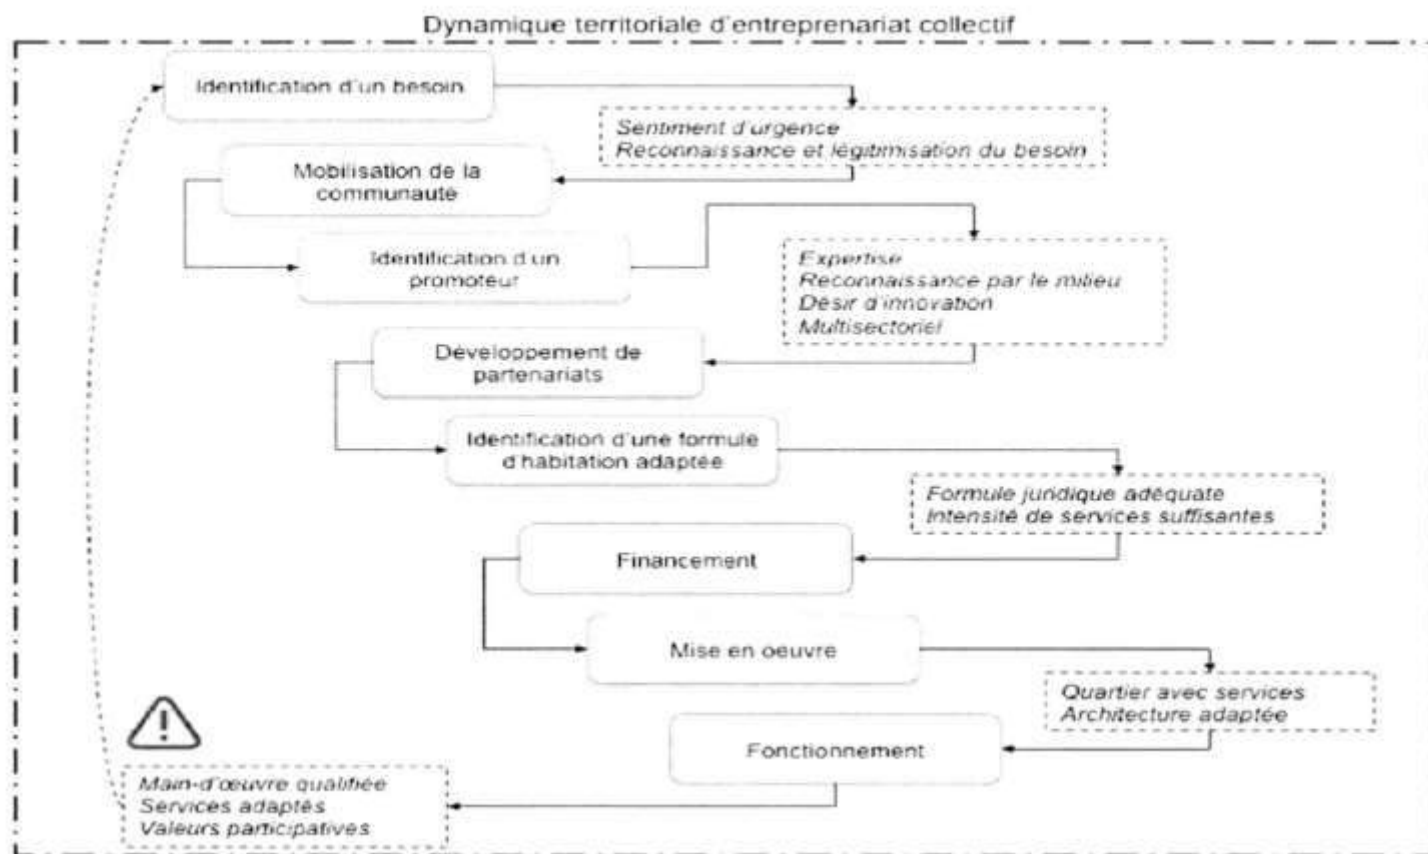 Dynamique territoriale d'entreprenariat collectif
Identification d'un besoin
Sentiment d'urgence
Reconnaissance et légitimisation du besoin
Mobilisation de la
communauté
Identification d'un
promoteur
Expertise
Reconnaissance par le milieu
Désir d'innovation
Multisectoriel
Développement de
partenariats
Identification d'une formule
d'habitation adaptée
Formule juridique adéquate
Intensité de services suffisantes
Financement
Mise en oeuvre
Quartier avec services
Architecture adaptée
Fonctionnement
Main-d'œuvre qualifiée
Services adaptés
Valeurs participatives